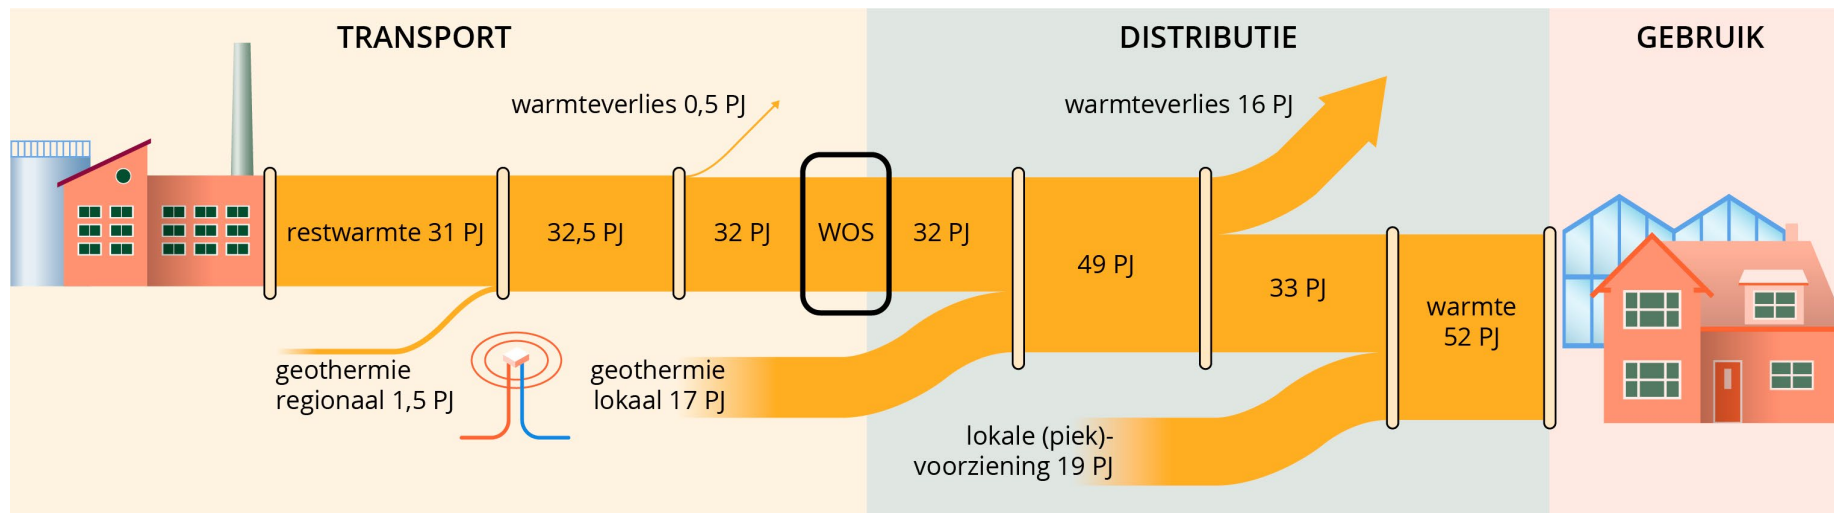 TRANSPORT
DISTRIBUTIE
GEBRUIK
warmteverlies 0,5 PJ
warmteverlies 16 PJ
restwarmte 31 PJ
32,5 PJ
32 PJ
WOS
32 PJ
49 PJ
33 PJ
warmte
52 PJ
geothermie
regionaal 1,5 PJ
geothermie
lokaal 17 PJ
lokale (piek)-
voorziening 19 PJ